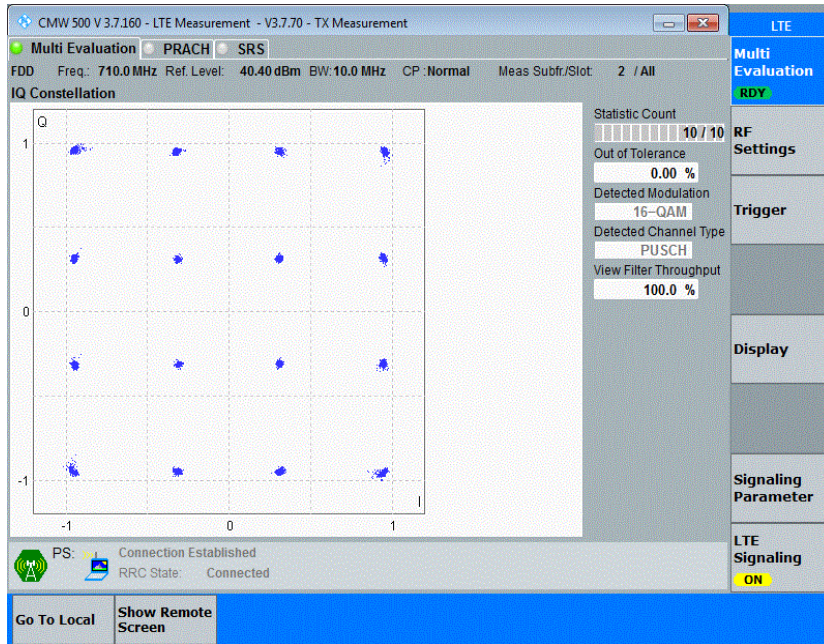 CMW 500 V 3.7.160 - LTE Measurement - V3.7.70 - TX Measurement
LTE
Multi Evaluation PRACH SRS
Multi
Evaluation
RDY
FDD Freq.: 710.0 MHz Ref. Level: 40.40 dBm BW: 10.0 MHz CP :Normal Meas Subfr./Slot: 2 / All
IQ Constellation
Q
1
0
-1
I
-1 0 1
Statistic Count
10 / 10
Out of Tolerance
0.00 %
Detected Modulation
16-QAM
Detected Channel Type
PUSCH
View Filter Throughput
100.0 %
RF
Settings
Trigger
Display
Signaling
Parameter
LTE
Signaling
ON
PS: Connection Established
RRC State: Connected
Go To Local
Show Remote
Screen